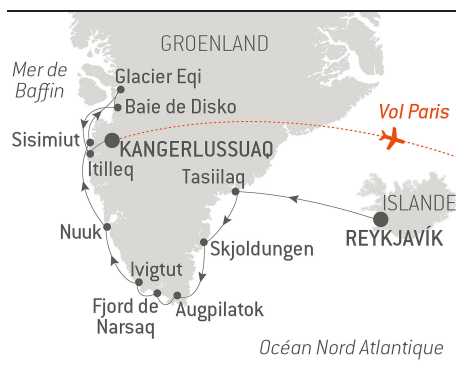 GROENLAND
Mer de
Baffin
Glacier Eqi
Baie de Disko
Vol Paris
Sisimiut
KANGERLUSSUAQ
Itilleq
Tasiilaq
ISLANDE
REYKJAVÍK
Nuuk
Skjoldungen
Ivigtut
Fjord de
Narsaq
Augpilatok
Océan Nord Atlantique